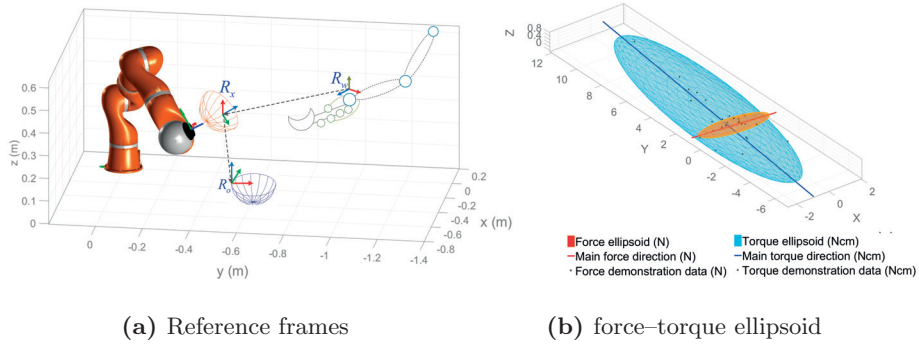 0.6
0.5
0.4
0.3
0.2
0.1
0
z (m)
0
-0.2
-0.4
-0.6
-0.8
-1
-1.2
-1.4
y (m)
0.2
0
-0.2
-0.4
-0.6
-0.8
x (m)
R_x
R_w
R_o
(a) Reference frames
Z
0.8
0.4
0
12
10
8
6
4
2
0
-2
-4
-6
Y
-2
0
2
X
Force ellipsoid (N)
Main force direction (N)
Force demonstration data (N)
Torque ellipsoid (Ncm)
Main torque direction (Ncm)
Torque demonstration data (Ncm)
(b) force–torque ellipsoid